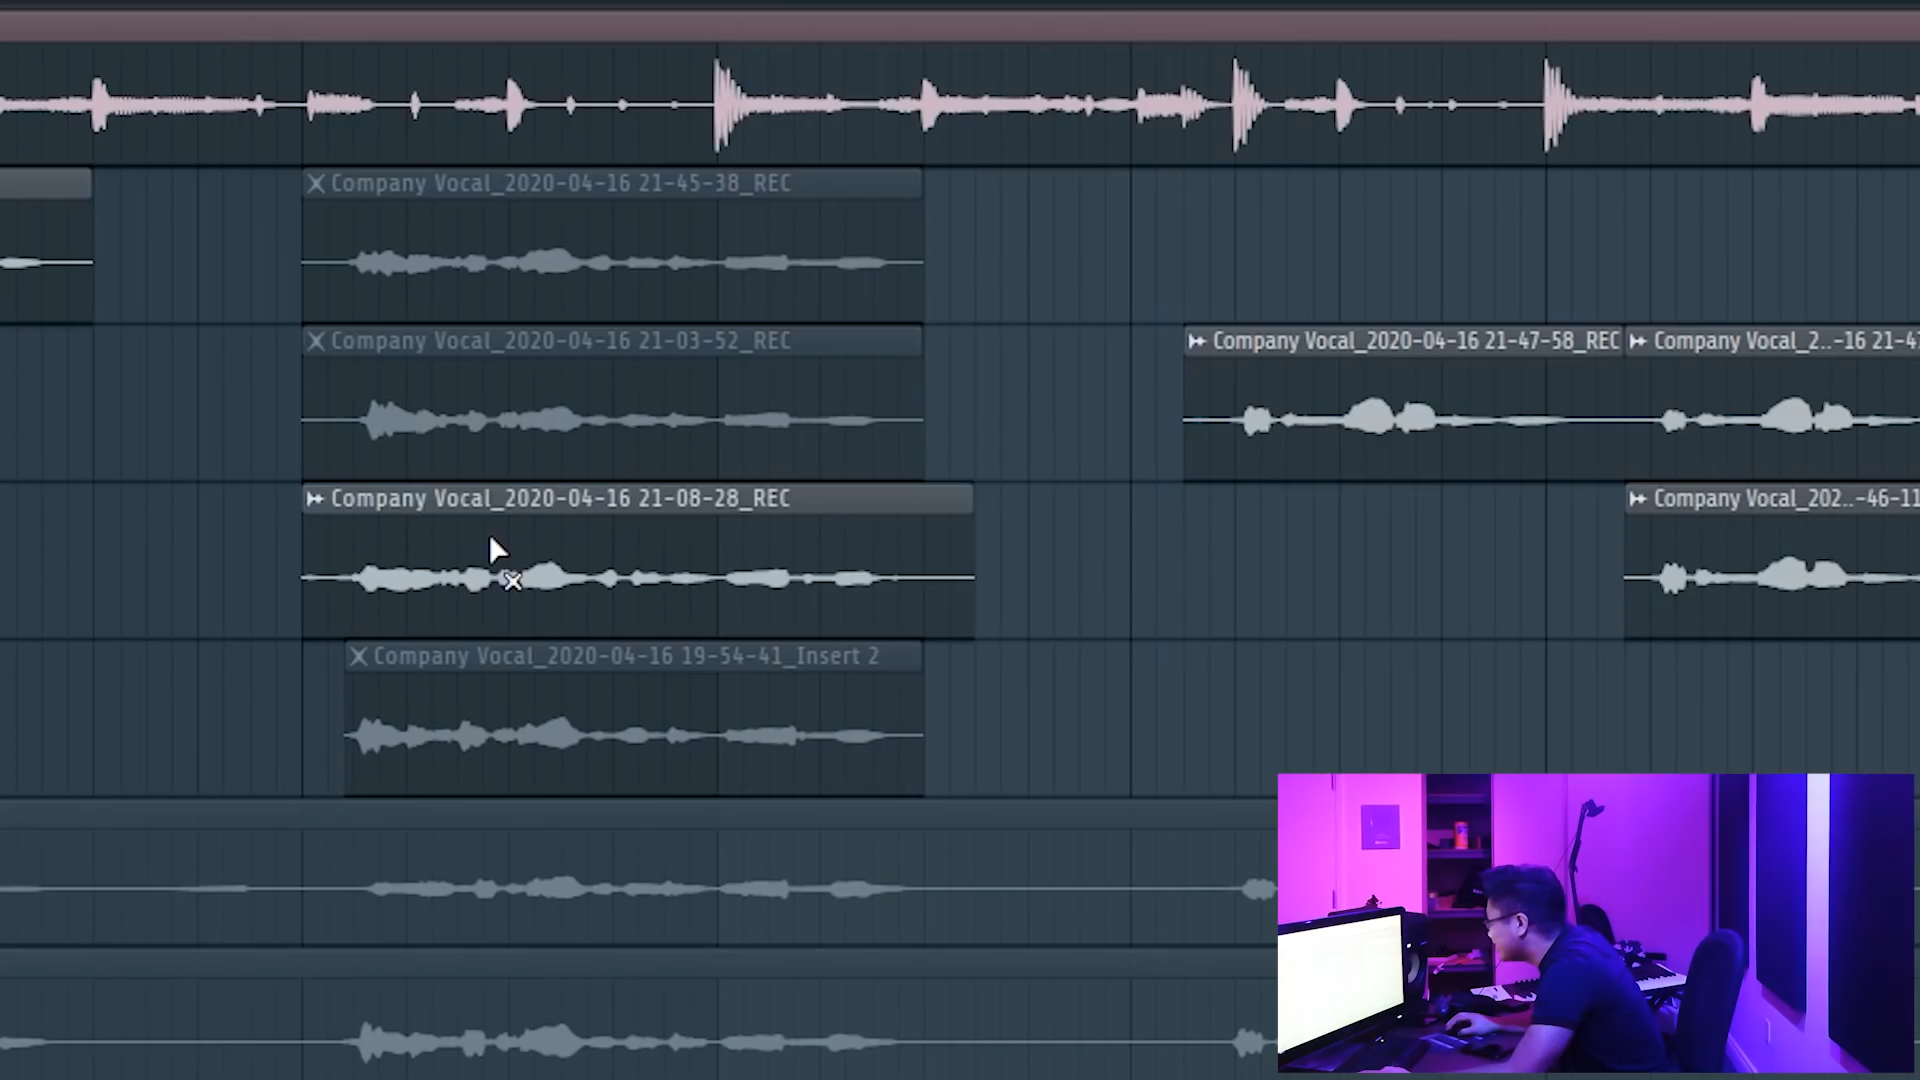 Company Vocal_2020-04-16 21-45-38_REC
Company Vocal_2020-04-16 21-03-52_REC
Company Vocal_2020-04-16 21-47-58_REC
Company Vocal_2..-16 21-47
Company Vocal_2020-04-16 21-08-28_REC
Company Vocal_202..-46-11
Company Vocal_2020-04-16 19-54-41_Insert 2